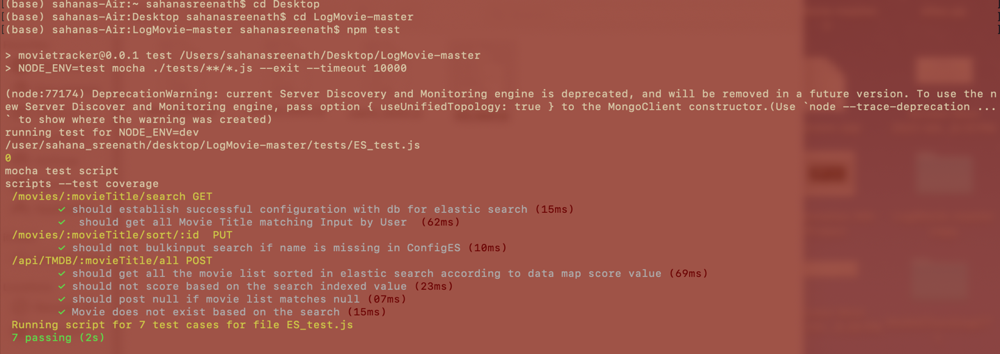 [(base) sahanas-Air:~ sahanasreenath$ cd Desktop ]
[(base) sahanas-Air:Desktop sahanasreenath$ cd LogMovie-master ]
[(base) sahanas-Air:LogMovie-master sahanasreenath$ npm test ]
> movietracker@0.0.1 test /Users/sahanasreenath/Desktop/LogMovie-master
> NODE_ENV=test mocha ./tests/**/*.js --exit --timeout 10000
(node:77174) DeprecationWarning: current Server Discovery and Monitoring engine is deprecated, and will be removed in a future version. To use the n
ew Server Discover and Monitoring engine, pass option { useUnifiedTopology: true } to the MongoClient constructor.(Use `node --trace-deprecation ...
` to show where the warning was created)
running test for NODE_ENV=dev
/user/sahana_sreenath/desktop/LogMovie-master/tests/ES_test.js
0
mocha test script
scripts --test coverage
/movies/:movieTitle/search GET
✓ should establish successful configuration with db for elastic search (15ms)
✓ should get all Movie Title matching Input by User (62ms)
/movies/:movieTitle/sort/:id PUT
✓ should not bulkinput search if name is missing in ConfigES (10ms)
/api/TMDB/:movieTitle/all POST
✓ should get all the movie list sorted in elastic search according to data map score value (69ms)
✓ should not score based on the search indexed value (23ms)
✓ should post null if movie list matches null (07ms)
✓ Movie does not exist based on the search (15ms)
Running script for 7 test cases for file ES_test.js
7 passing (2s)